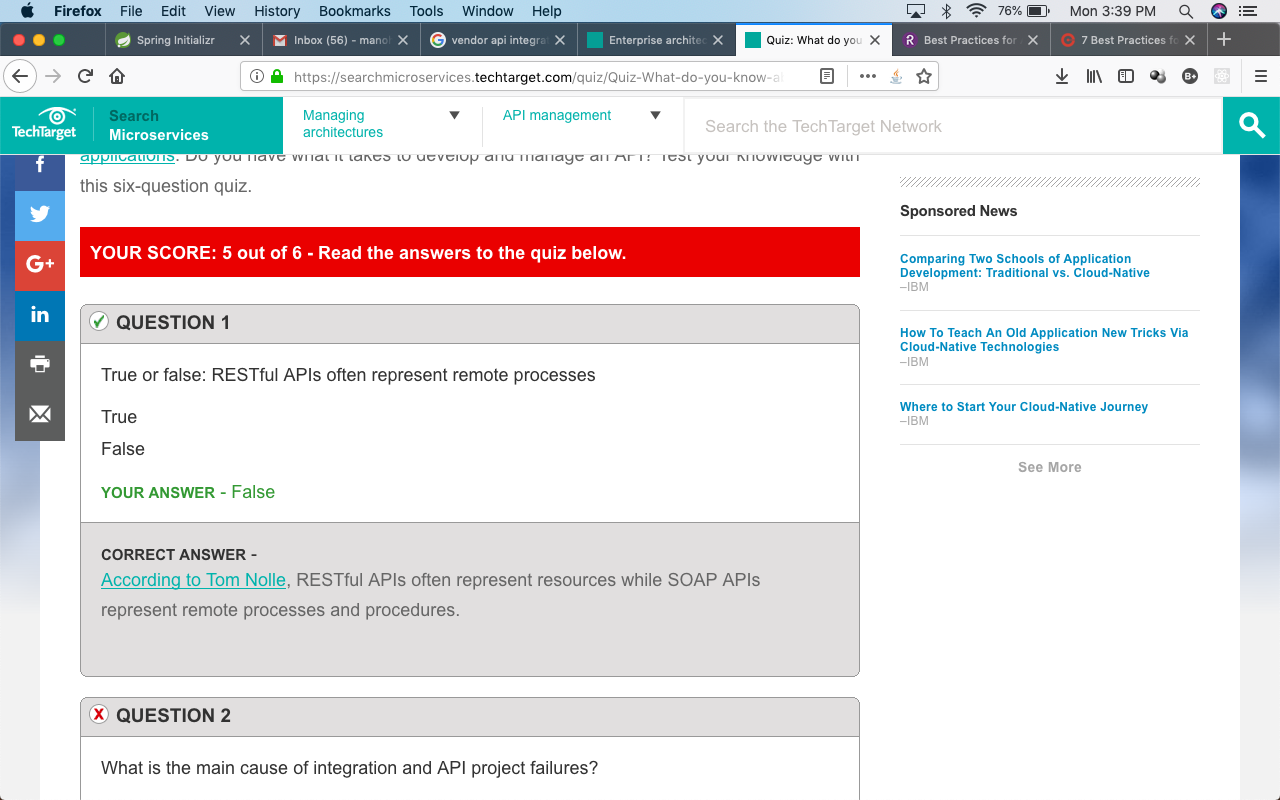 Firefox File Edit View History Bookmarks Tools Window Help 76% Mon 3:39 PM
Spring Initializr
Inbox (56) - mano
vendor api integra
Enterprise architec
Quiz: What do you
Best Practices for
7 Best Practices fo
https://searchmicroservices.techtarget.com/quiz/Quiz-What-do-you-know-a
B+
TechTarget
Search
Microservices
Managing
architectures
API management
Search the TechTarget Network
applications. Do you have what it takes to develop and manage an API? Test your knowledge with
this six-question quiz.
f
G+
in
YOUR SCORE: 5 out of 6 - Read the answers to the quiz below.
QUESTION 1
True or false: RESTful APIs often represent remote processes
True
False
YOUR ANSWER - False
CORRECT ANSWER -
According to Tom Nolle, RESTful APIs often represent resources while SOAP APIs
represent remote processes and procedures.
X QUESTION 2
What is the main cause of integration and API project failures?
Sponsored News
Comparing Two Schools of Application
Development: Traditional vs. Cloud-Native
–IBM
How To Teach An Old Application New Tricks Via
Cloud-Native Technologies
–IBM
Where to Start Your Cloud-Native Journey
–IBM
See More